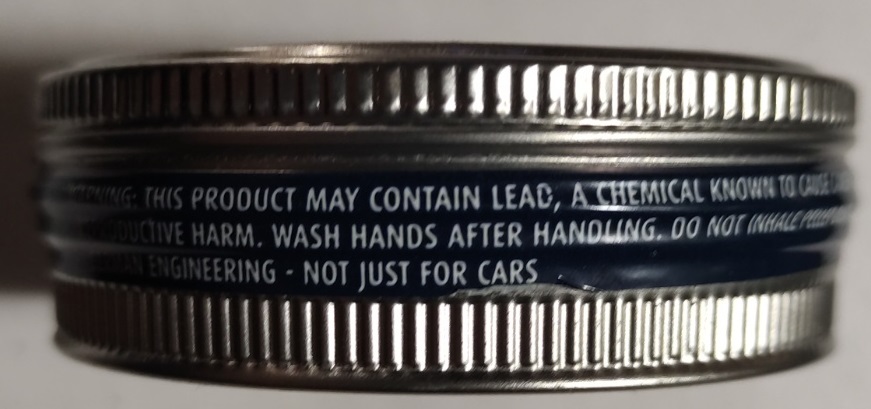 THIS PRODUCT MAY CONTAIN LEAD, A CHEMICAL KNOWN TO CAUSE
HARM. WASH HANDS AFTER HANDLING. DO NOT INHALE
ENGINEERING - NOT JUST FOR CARS